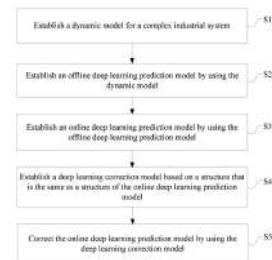 Establish a dynamic model for a complex industrial system
S1
Establish an offline deep learning prediction model by using the
dynamic model
S2
Establish an online deep learning prediction model by using the
offline deep learning prediction model
S3
Establish a deep learning correction model based on a structure that
is the same as a structure of the online deep learning prediction
model
S4
Correct the online deep learning prediction model by using the
deep learning correction model
S5